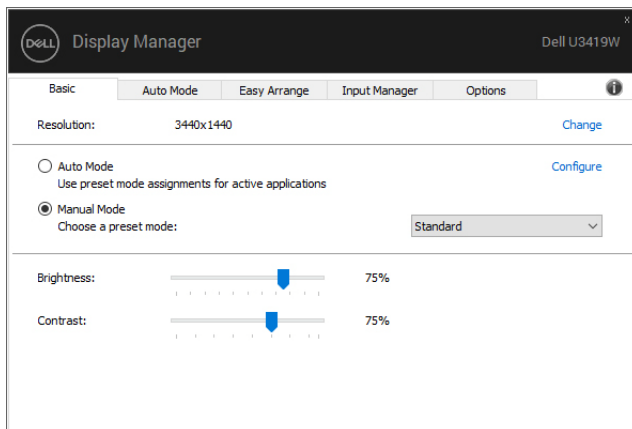 x
DELL Display Manager Dell U3419W
Basic Auto Mode Easy Arrange Input Manager Options i
Resolution: 3440x1440 Change
Auto Mode Configure
Use preset mode assignments for active applications
Manual Mode
Choose a preset mode: Standard
Brightness: 75%
Contrast: 75%